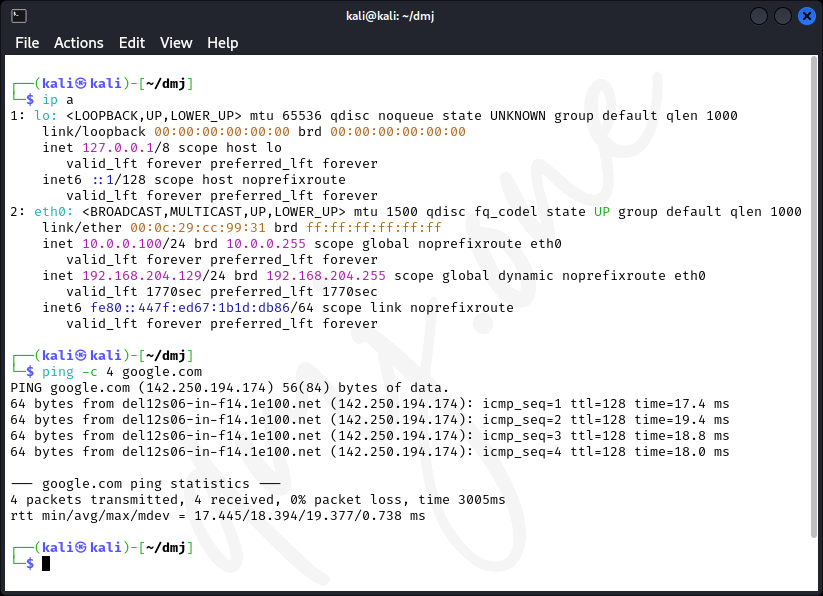 kali@kali: ~/dmj
File Actions Edit View Help
┌──(kali㉿kali)-[~/dmj]
└─$ ip a
1: lo: <LOOPBACK,UP,LOWER_UP> mtu 65536 qdisc noqueue state UNKNOWN group default qlen 1000
    link/loopback 00:00:00:00:00:00 brd 00:00:00:00:00:00
    inet 127.0.0.1/8 scope host lo
       valid_lft forever preferred_lft forever
    inet6 ::1/128 scope host noprefixroute
       valid_lft forever preferred_lft forever
2: eth0: <BROADCAST,MULTICAST,UP,LOWER_UP> mtu 1500 qdisc fq_codel state UP group default qlen 1000
    link/ether 00:0c:29:cc:99:31 brd ff:ff:ff:ff:ff:ff
    inet 10.0.0.100/24 brd 10.0.0.255 scope global noprefixroute eth0
       valid_lft forever preferred_lft forever
    inet 192.168.204.129/24 brd 192.168.204.255 scope global dynamic noprefixroute eth0
       valid_lft 1770sec preferred_lft 1770sec
    inet6 fe80::447f:ed67:1b1d:db86/64 scope link noprefixroute
       valid_lft forever preferred_lft forever
┌──(kali㉿kali)-[~/dmj]
└─$ ping -c 4 google.com
PING google.com (142.250.194.174) 56(84) bytes of data.
64 bytes from del12s06-in-f14.1e100.net (142.250.194.174): icmp_seq=1 ttl=128 time=17.4 ms
64 bytes from del12s06-in-f14.1e100.net (142.250.194.174): icmp_seq=2 ttl=128 time=19.4 ms
64 bytes from del12s06-in-f14.1e100.net (142.250.194.174): icmp_seq=3 ttl=128 time=18.8 ms
64 bytes from del12s06-in-f14.1e100.net (142.250.194.174): icmp_seq=4 ttl=128 time=18.0 ms
--- google.com ping statistics ---
4 packets transmitted, 4 received, 0% packet loss, time 3005ms
rtt min/avg/max/mdev = 17.445/18.394/19.377/0.738 ms
┌──(kali㉿kali)-[~/dmj]
└─$
dmj.one